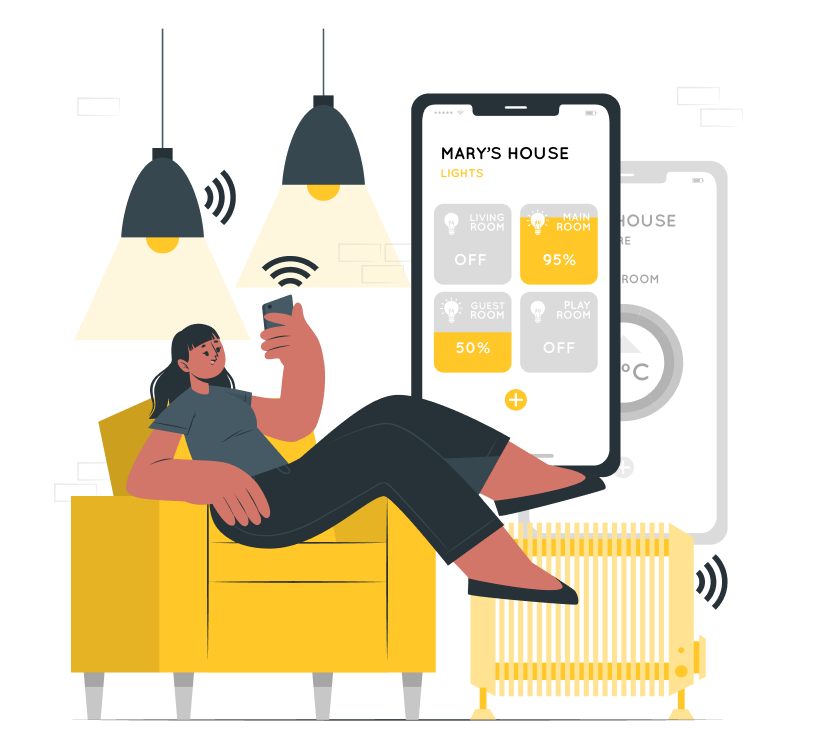 MARY'S HOUSE
LIGHTS
LIVING
ROOM
OFF
MAIN
ROOM
95%
GUEST
ROOM
50%
PLAY
ROOM
OFF
HOUSE
RE
ROOM
°C